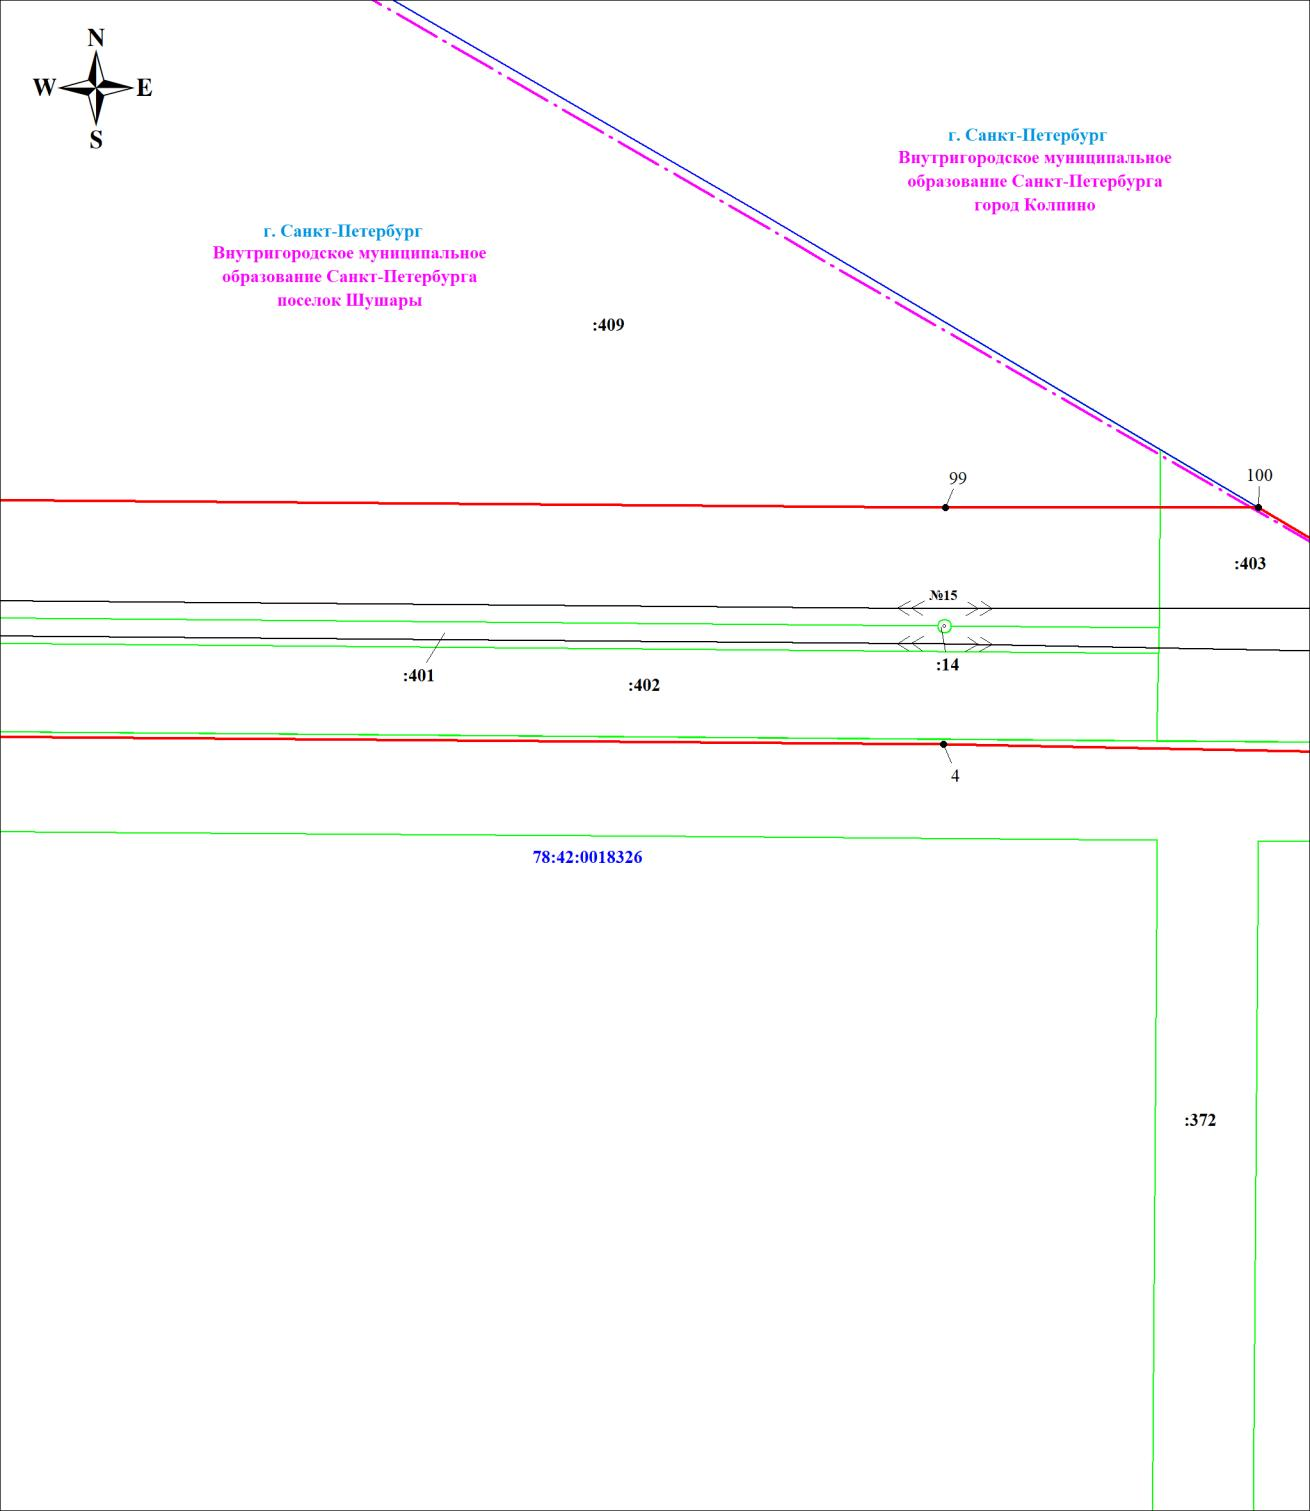 N
W E
S
г. Санкт-Петербург
Внутригородское муниципальное
образование Санкт-Петербурга
город Колпино
г. Санкт-Петербург
Внутригородское муниципальное
образование Санкт-Петербурга
поселок Шушары
:409
99
100
:403
№15
:14
:401
:402
4
78:42:0018326
:372